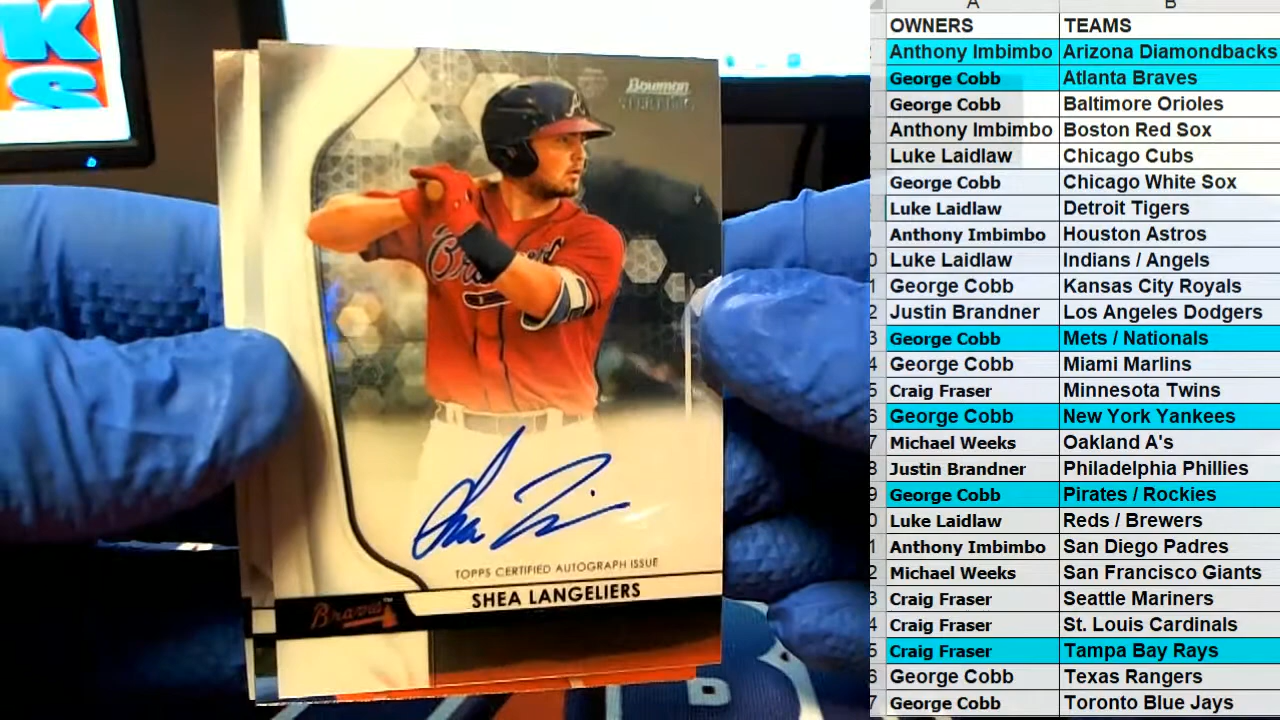 K
S
Bowman
STERLING
Braves
TOPPS CERTIFIED AUTOGRAPH ISSUE
SHEA LANGELIERS
Braves
A B
OWNERS TEAMS
Anthony Imbimbo Arizona Diamondbacks
George Cobb Atlanta Braves
George Cobb Baltimore Orioles
Anthony Imbimbo Boston Red Sox
Luke Laidlaw Chicago Cubs
George Cobb Chicago White Sox
Luke Laidlaw Detroit Tigers
Anthony Imbimbo Houston Astros
Luke Laidlaw Indians / Angels
George Cobb Kansas City Royals
Justin Brandner Los Angeles Dodgers
George Cobb Mets / Nationals
George Cobb Miami Marlins
Craig Fraser Minnesota Twins
George Cobb New York Yankees
Michael Weeks Oakland A's
Justin Brandner Philadelphia Phillies
George Cobb Pirates / Rockies
Luke Laidlaw Reds / Brewers
Anthony Imbimbo San Diego Padres
Michael Weeks San Francisco Giants
Craig Fraser Seattle Mariners
Craig Fraser St. Louis Cardinals
Craig Fraser Tampa Bay Rays
George Cobb Texas Rangers
George Cobb Toronto Blue Jays